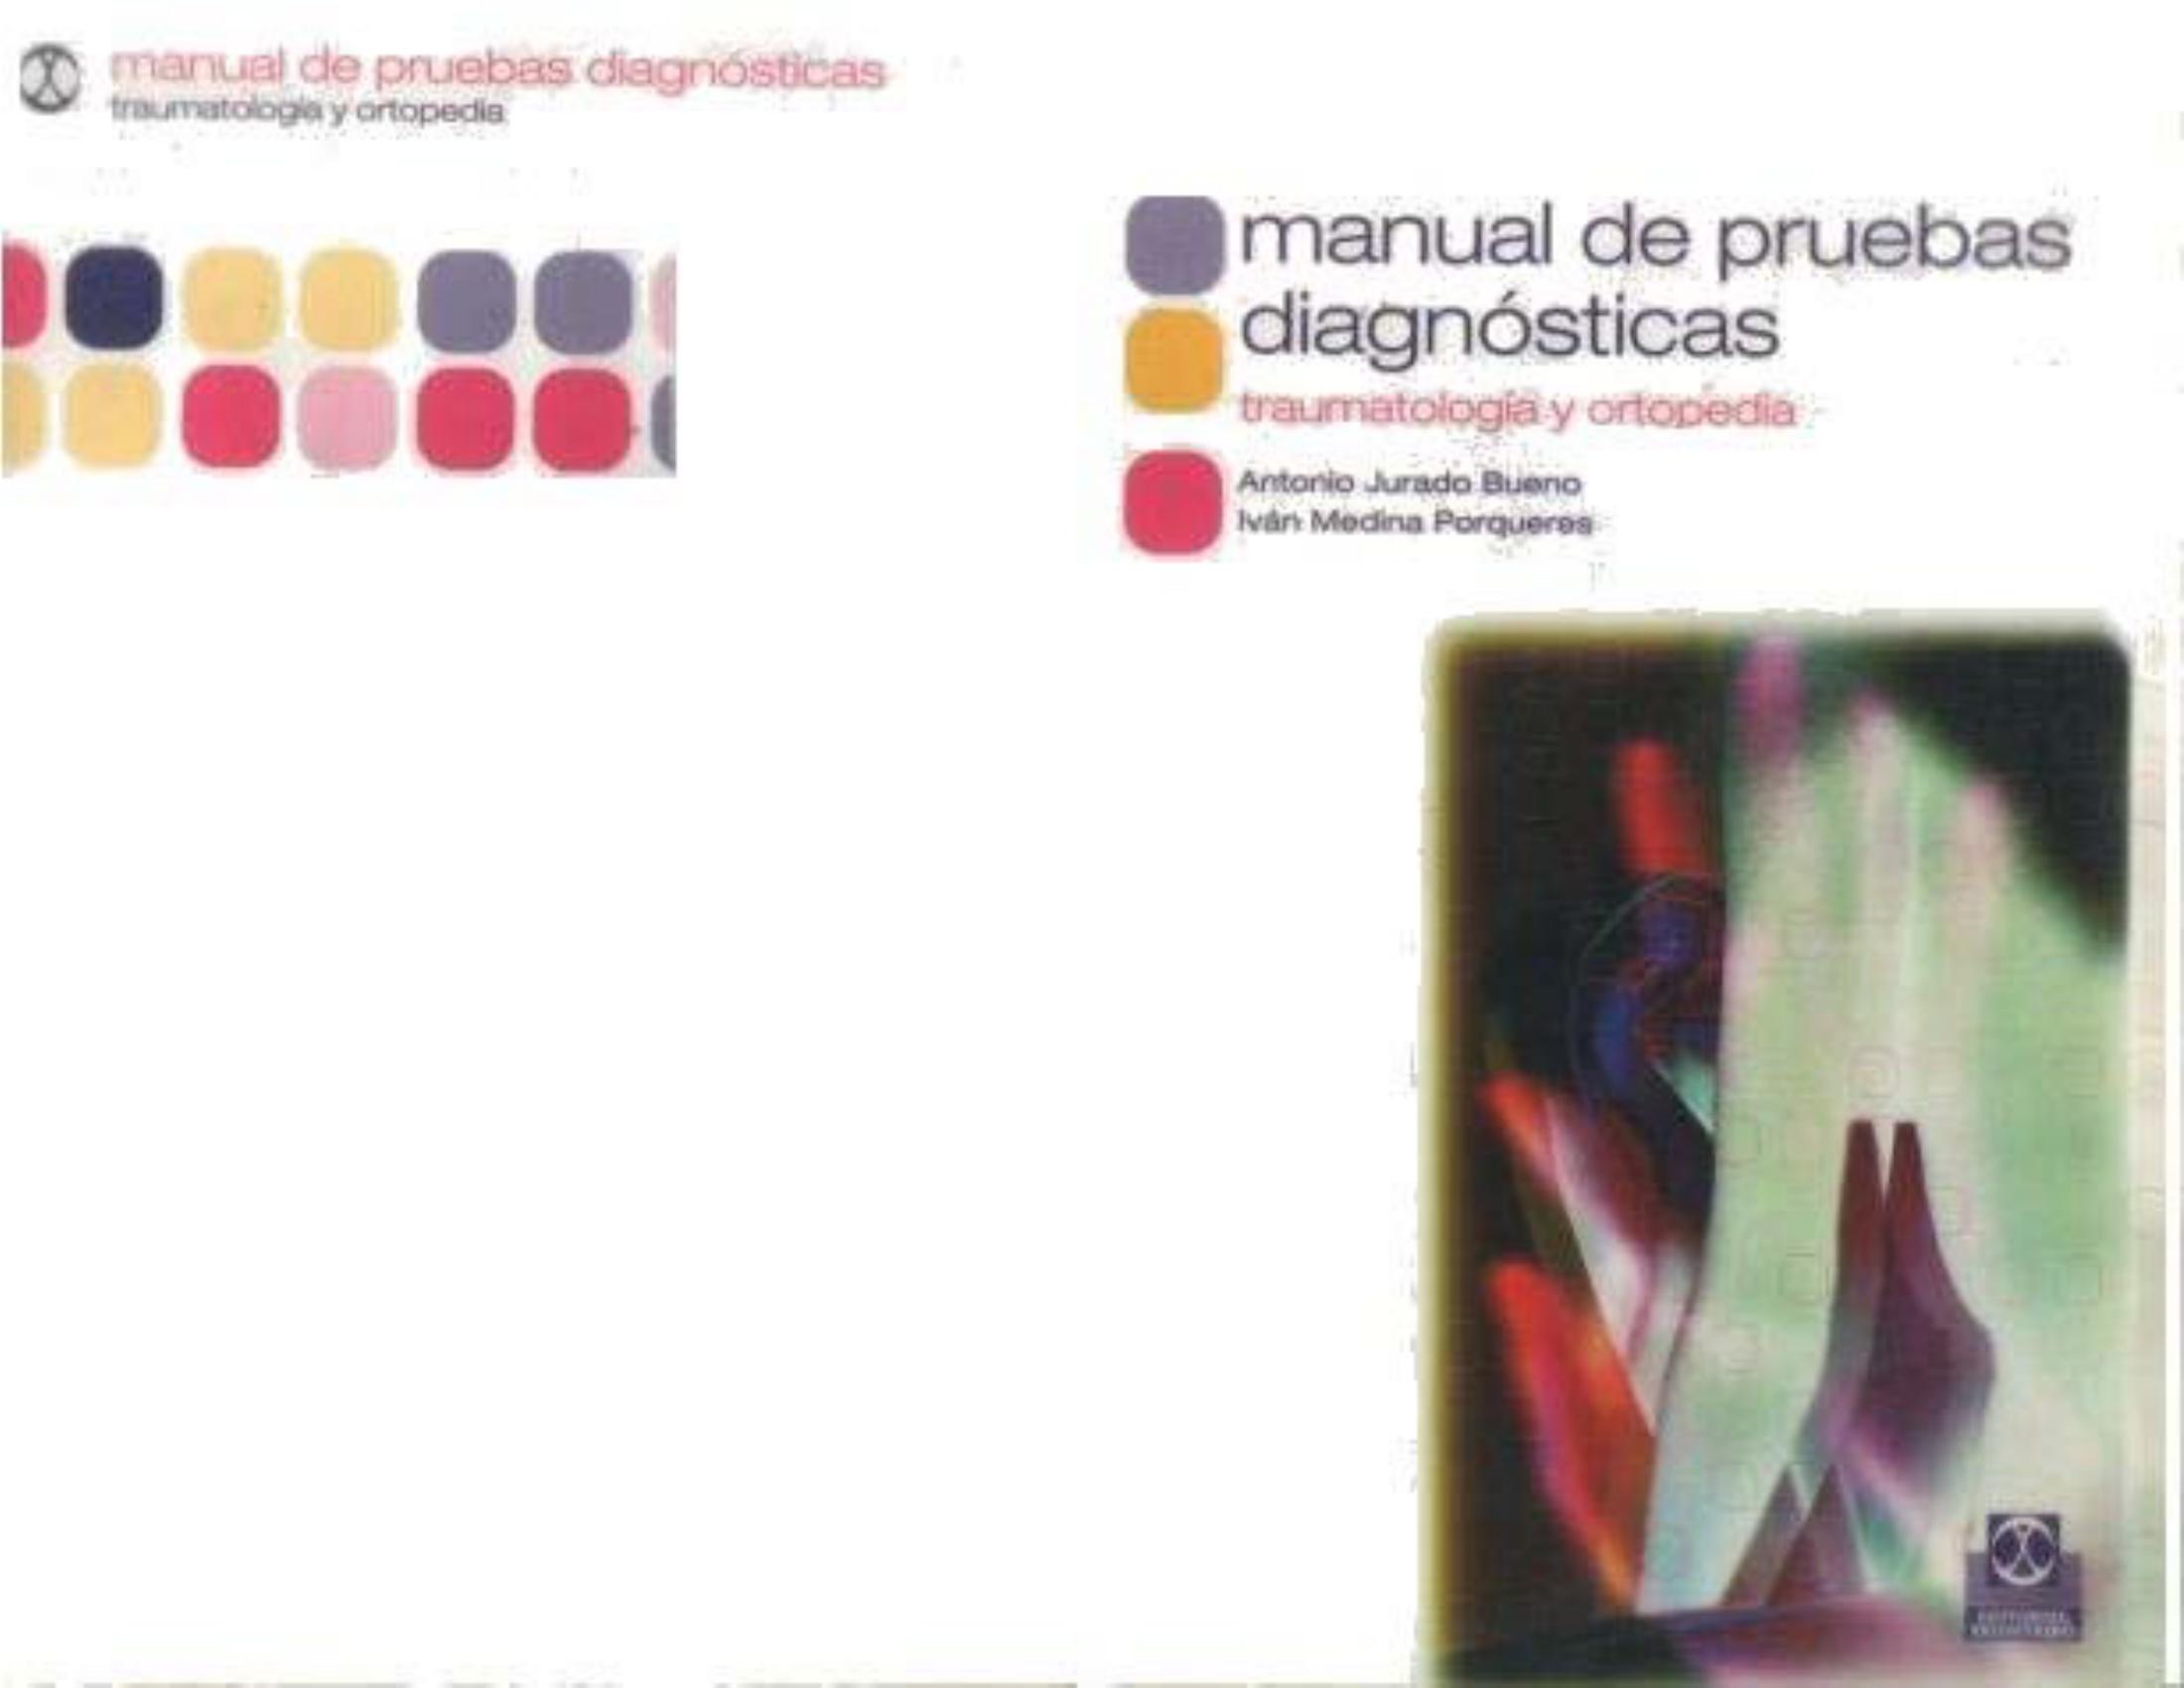 manual de pruebas diagnósticas
traumatología y ortopedia
manual de pruebas
diagnósticas
traumatología y ortopedia
Antonio Jurado Bueno
Iván Medina Porqueres